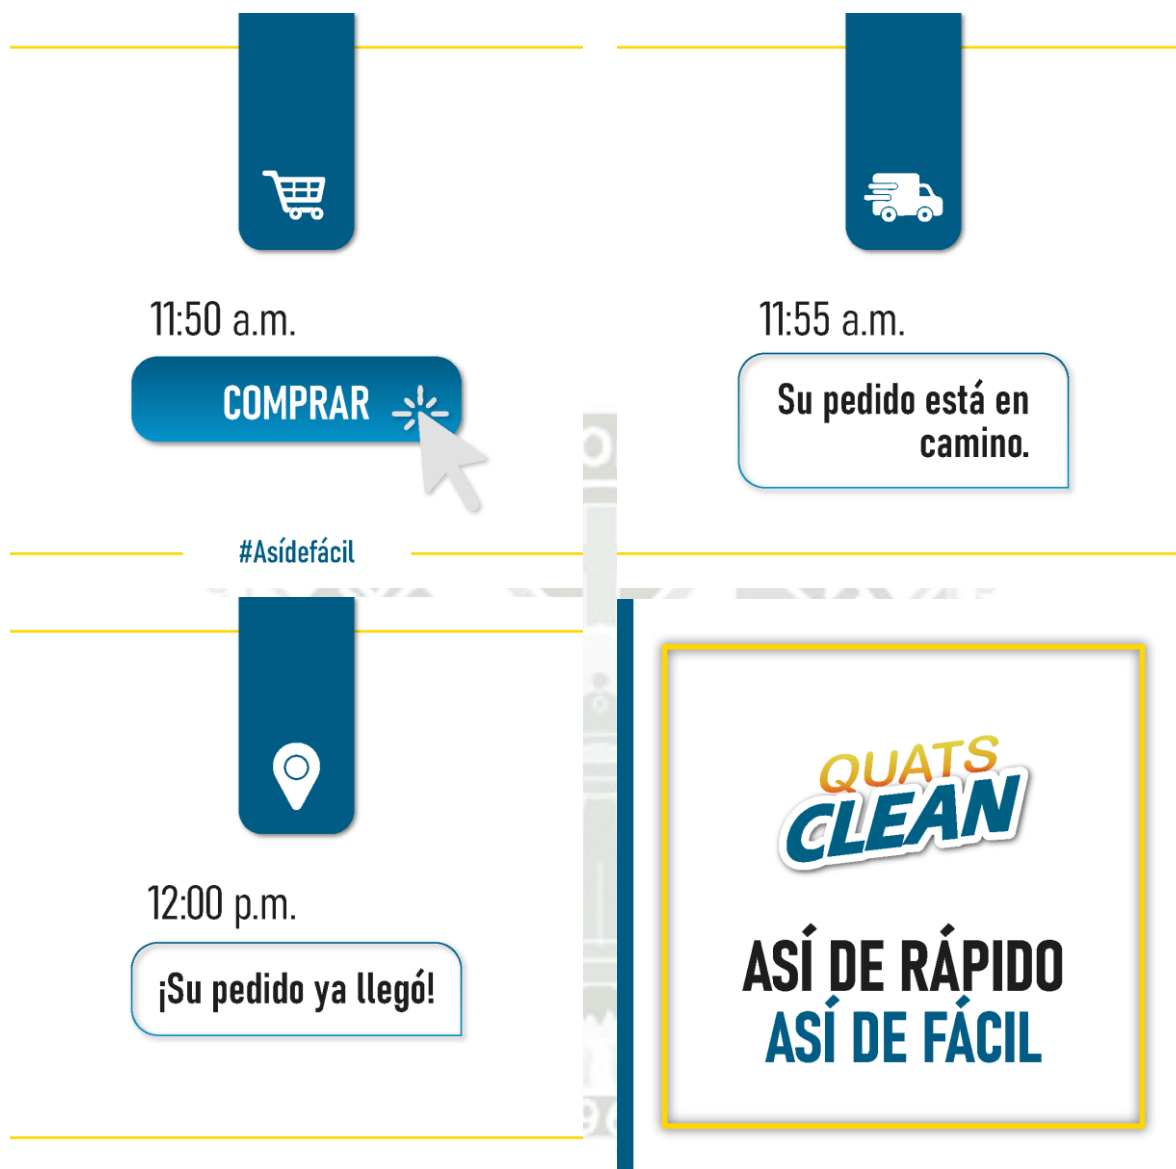 11:50 a.m.
COMPRAR
#Asídefácil
11:55 a.m.
Su pedido está en
camino.
12:00 p.m.
¡Su pedido ya llegó!
QUATS
CLEAN
ASÍ DE RÁPIDO
ASÍ DE FÁCIL